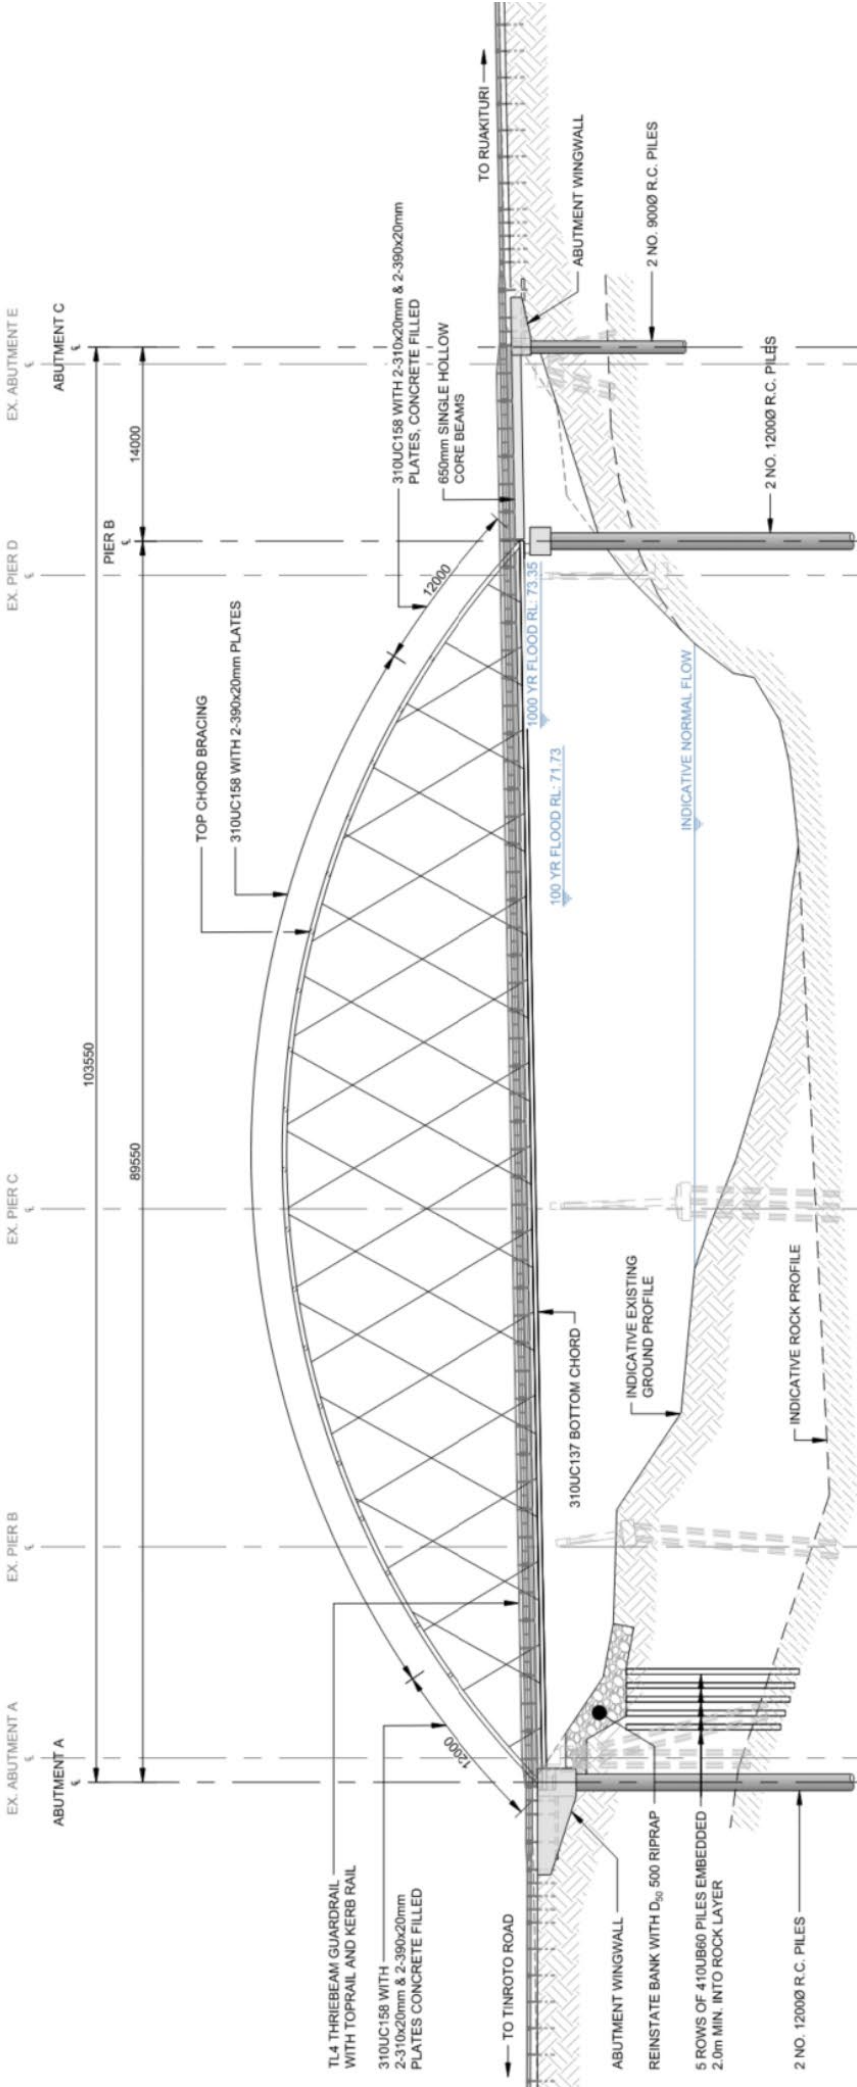 EX. ABUTMENT A
EX. PIER B
EX. PIER C
EX. PIER D
EX. ABUTMENT E
ABUTMENT A
103550
ABUTMENT C
89550
PIER B
14000
TOP CHORD BRACING
310UC158 WITH 2-390x20mm PLATES
TL4 THRIEBEAM GUARDRAIL
WITH TOPRAIL AND KERB RAIL
310UC158 WITH
2-310x20mm & 2-390x20mm
PLATES CONCRETE FILLED
12000
12000
310UC158 WITH 2-310x20mm & 2-390x20mm
PLATES, CONCRETE FILLED
650mm SINGLE HOLLOW
CORE BEAMS
TO TINROTO ROAD
TO RUAKITURI
1000 YR FLOOD RL: 73.35
100 YR FLOOD RL: 71.73
310UC137 BOTTOM CHORD
ABUTMENT WINGWALL
ABUTMENT WINGWALL
REINSTATE BANK WITH D50 500 RIPRAP
INDICATIVE EXISTING
GROUND PROFILE
INDICATIVE NORMAL FLOW
2 NO. 900Ø R.C. PILES
5 ROWS OF 410UB60 PILES EMBEDDED
2.0m MIN. INTO ROCK LAYER
INDICATIVE ROCK PROFILE
2 NO. 1200Ø R.C. PILES
2 NO. 1200Ø R.C. PILES